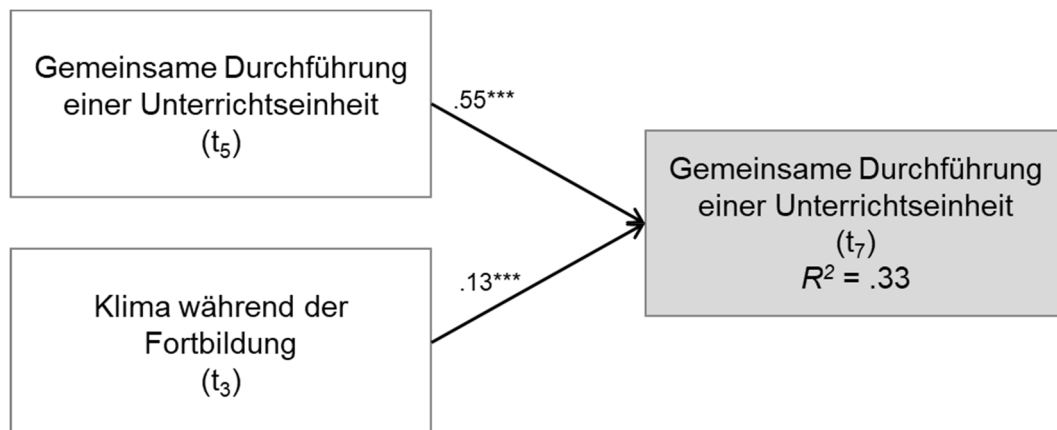 Gemeinsame Durchführung
einer Unterrichtseinheit
(t₅)
.55***
Gemeinsame Durchführung
einer Unterrichtseinheit
(t₇)
R² = .33
.13***
Klima während der
Fortbildung
(t₃)